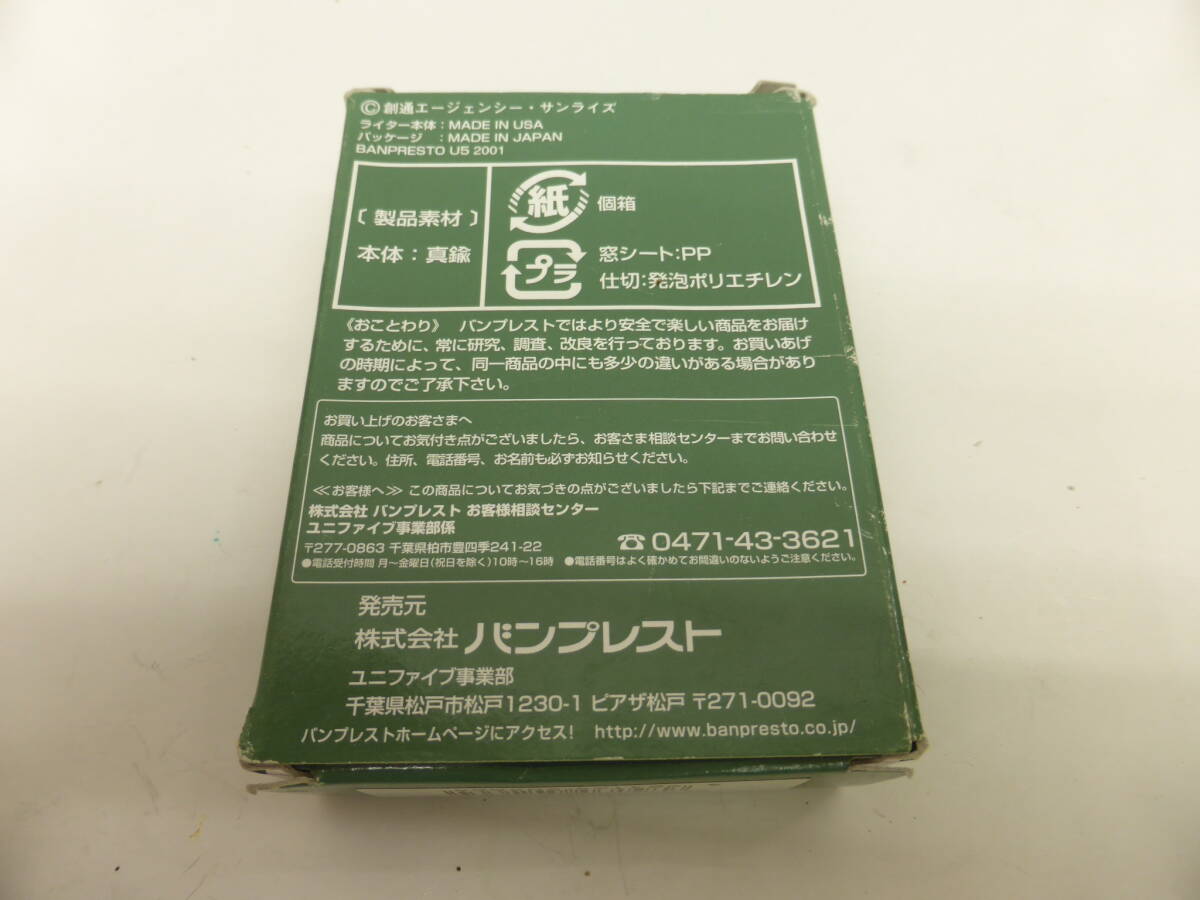 ©創通エージェンシー・サンライズ
ライター本体：MADE IN USA
パッケージ　：MADE IN JAPAN
BANPRESTO U5 2001
〔 製品素材 〕
本体：真鍮
紙 個箱
プラ 窓シート:PP
仕切:発泡ポリエチレン
《おことわり》　バンプレストではより安全で楽しい商品をお届け
するために、常に研究、調査、改良を行っております。お買いあげ
の時期によって、同一商品の中にも多少の違いがある場合があり
ますのでご了承下さい。
お買い上げのお客さまへ
商品についてお気付き点がございましたら、お客さま相談センターまでお問い合わせ
ください。住所、電話番号、お名前も必ずお知らせください。
≪お客様へ≫ この商品についてお気づきの点がございましたら下記までご連絡ください。
株式会社 バンプレスト お客様相談センター
ユニファイブ事業部係
〒277-0863 千葉県柏市豊四季241-22　☎0471-43-3621
●電話受付時間 月〜金曜日(祝日を除く)10時〜16時　●電話番号はよく確かめてお間違いのないようご注意ください。
発売元
株式会社 バンプレスト
ユニファイブ事業部
千葉県松戸市松戸1230-1 ピアザ松戸 〒271-0092
バンプレストホームページにアクセス！ http://www.banpresto.co.jp/